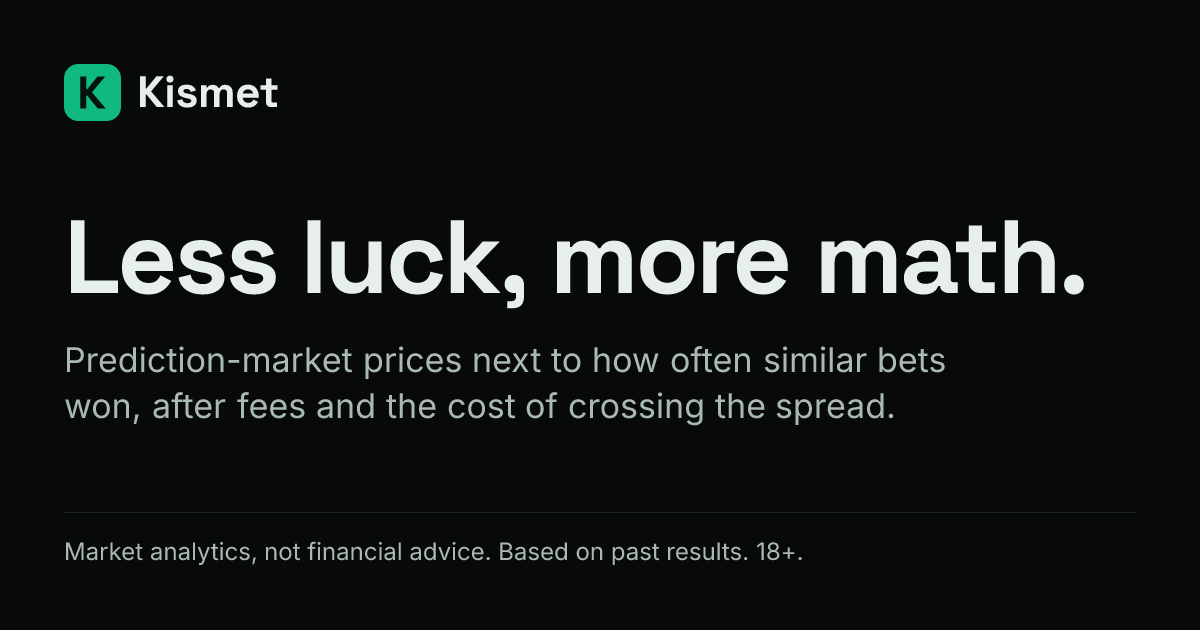 K Kismet
Less luck, more math.
Prediction-market prices next to how often similar bets
won, after fees and the cost of crossing the spread.
Market analytics, not financial advice. Based on past results. 18+.